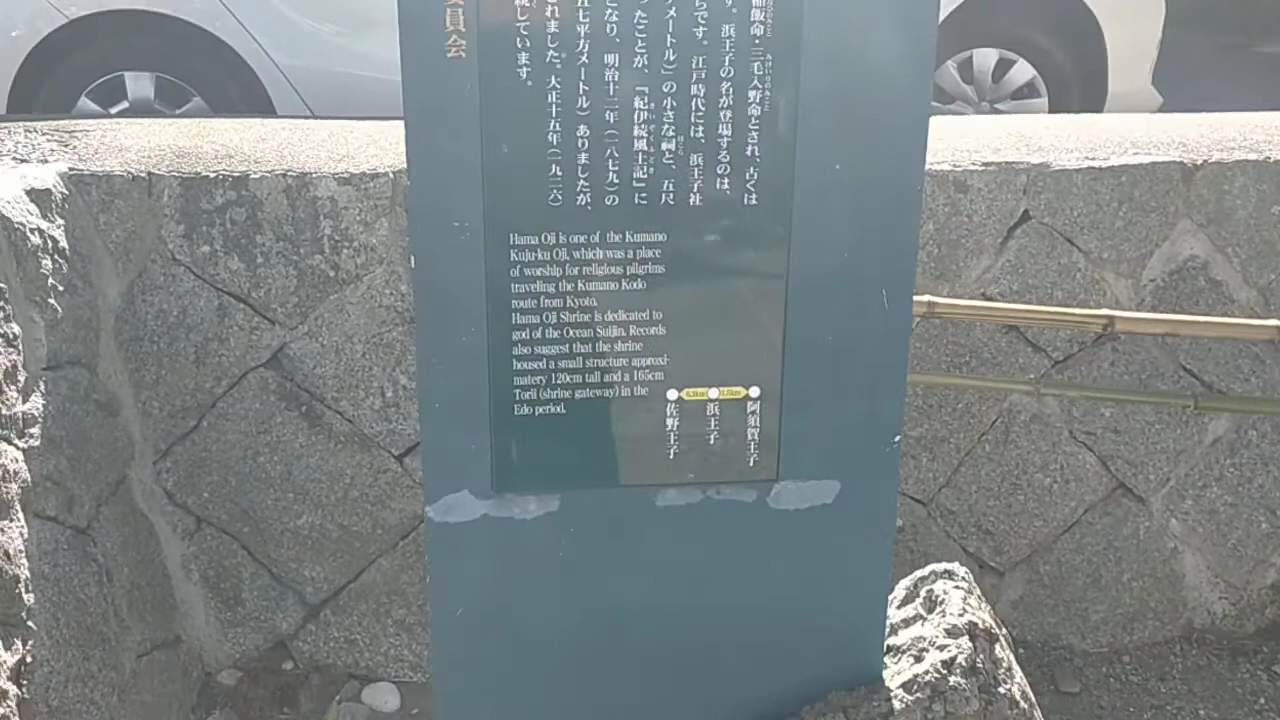 稲飯命・三毛入野命とされ、古くは
す。浜王子の名が登場するのは、
らです。江戸時代には、浜王子社
メートル)」の小さな祠と、五尺
ったことが、『紀伊続風土記』に
となり、明治十二年(一八七九)の
五七平方メートル)ありましたが、
されました。大正十五年(一九二六)
続しています。
員会
Hama Oji is one of the Kumano
Kuju-ku Oji, which was a place
of worship for religious pilgrims
traveling the Kumano Kodo
route from Kyoto.
Hama Oji Shrine is dedicated to
god of the Ocean Suijin. Records
also suggest that the shrine
housed a small structure approxi-
matery 120cm tall and a 165cm
Torii (shrine gateway) in the
Edo period.
佐野王子
浜王子
阿須賀王子